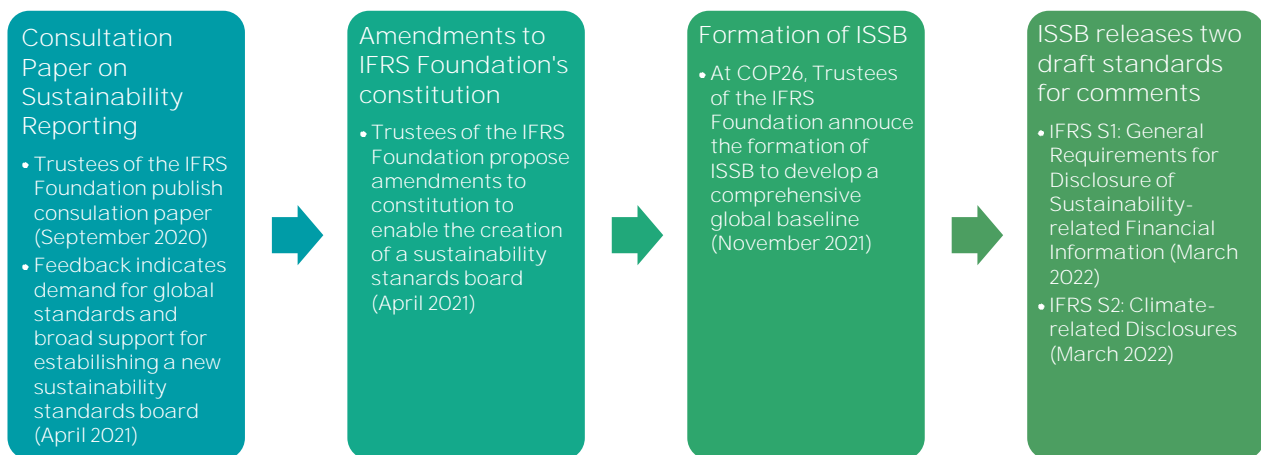 Consultation
Paper on
Sustainability
Reporting
• Trustees of the IFRS
Foundation publish
consulation paper
(September 2020)
• Feedback indicates
demand for global
standards and
broad support for
estabilishing a new
sustainability
standards board
(April 2021)
Amendments to
IFRS Foundation's
constitution
• Trustees of the IFRS
Foundation propose
amendments to
constitution to
enable the creation
of a sustainability
stanards board
(April 2021)
Formation of ISSB
• At COP26, Trustees
of the IFRS
Foundation annouce
the formation of
ISSB to develop a
comprehensive
global baseline
(November 2021)
ISSB releases two
draft standards
for comments
• IFRS S1: General
Requirements for
Disclosure of
Sustainability-
related Financial
Information (March
2022)
• IFRS S2: Climate-
related Disclosures
(March 2022)